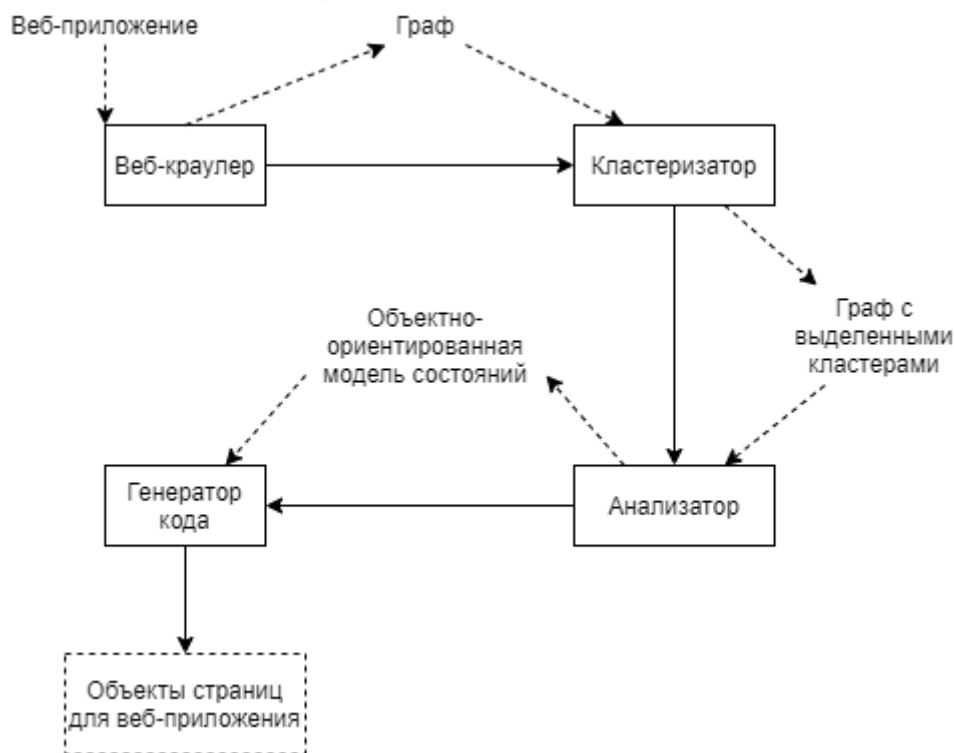 Веб-приложение
Граф
Веб-краулер
Кластеризатор
Граф с
выделенными
кластерами
Объектно-
ориентированная
модель состояний
Генератор
кода
Анализатор
Объекты страниц
для веб-приложения